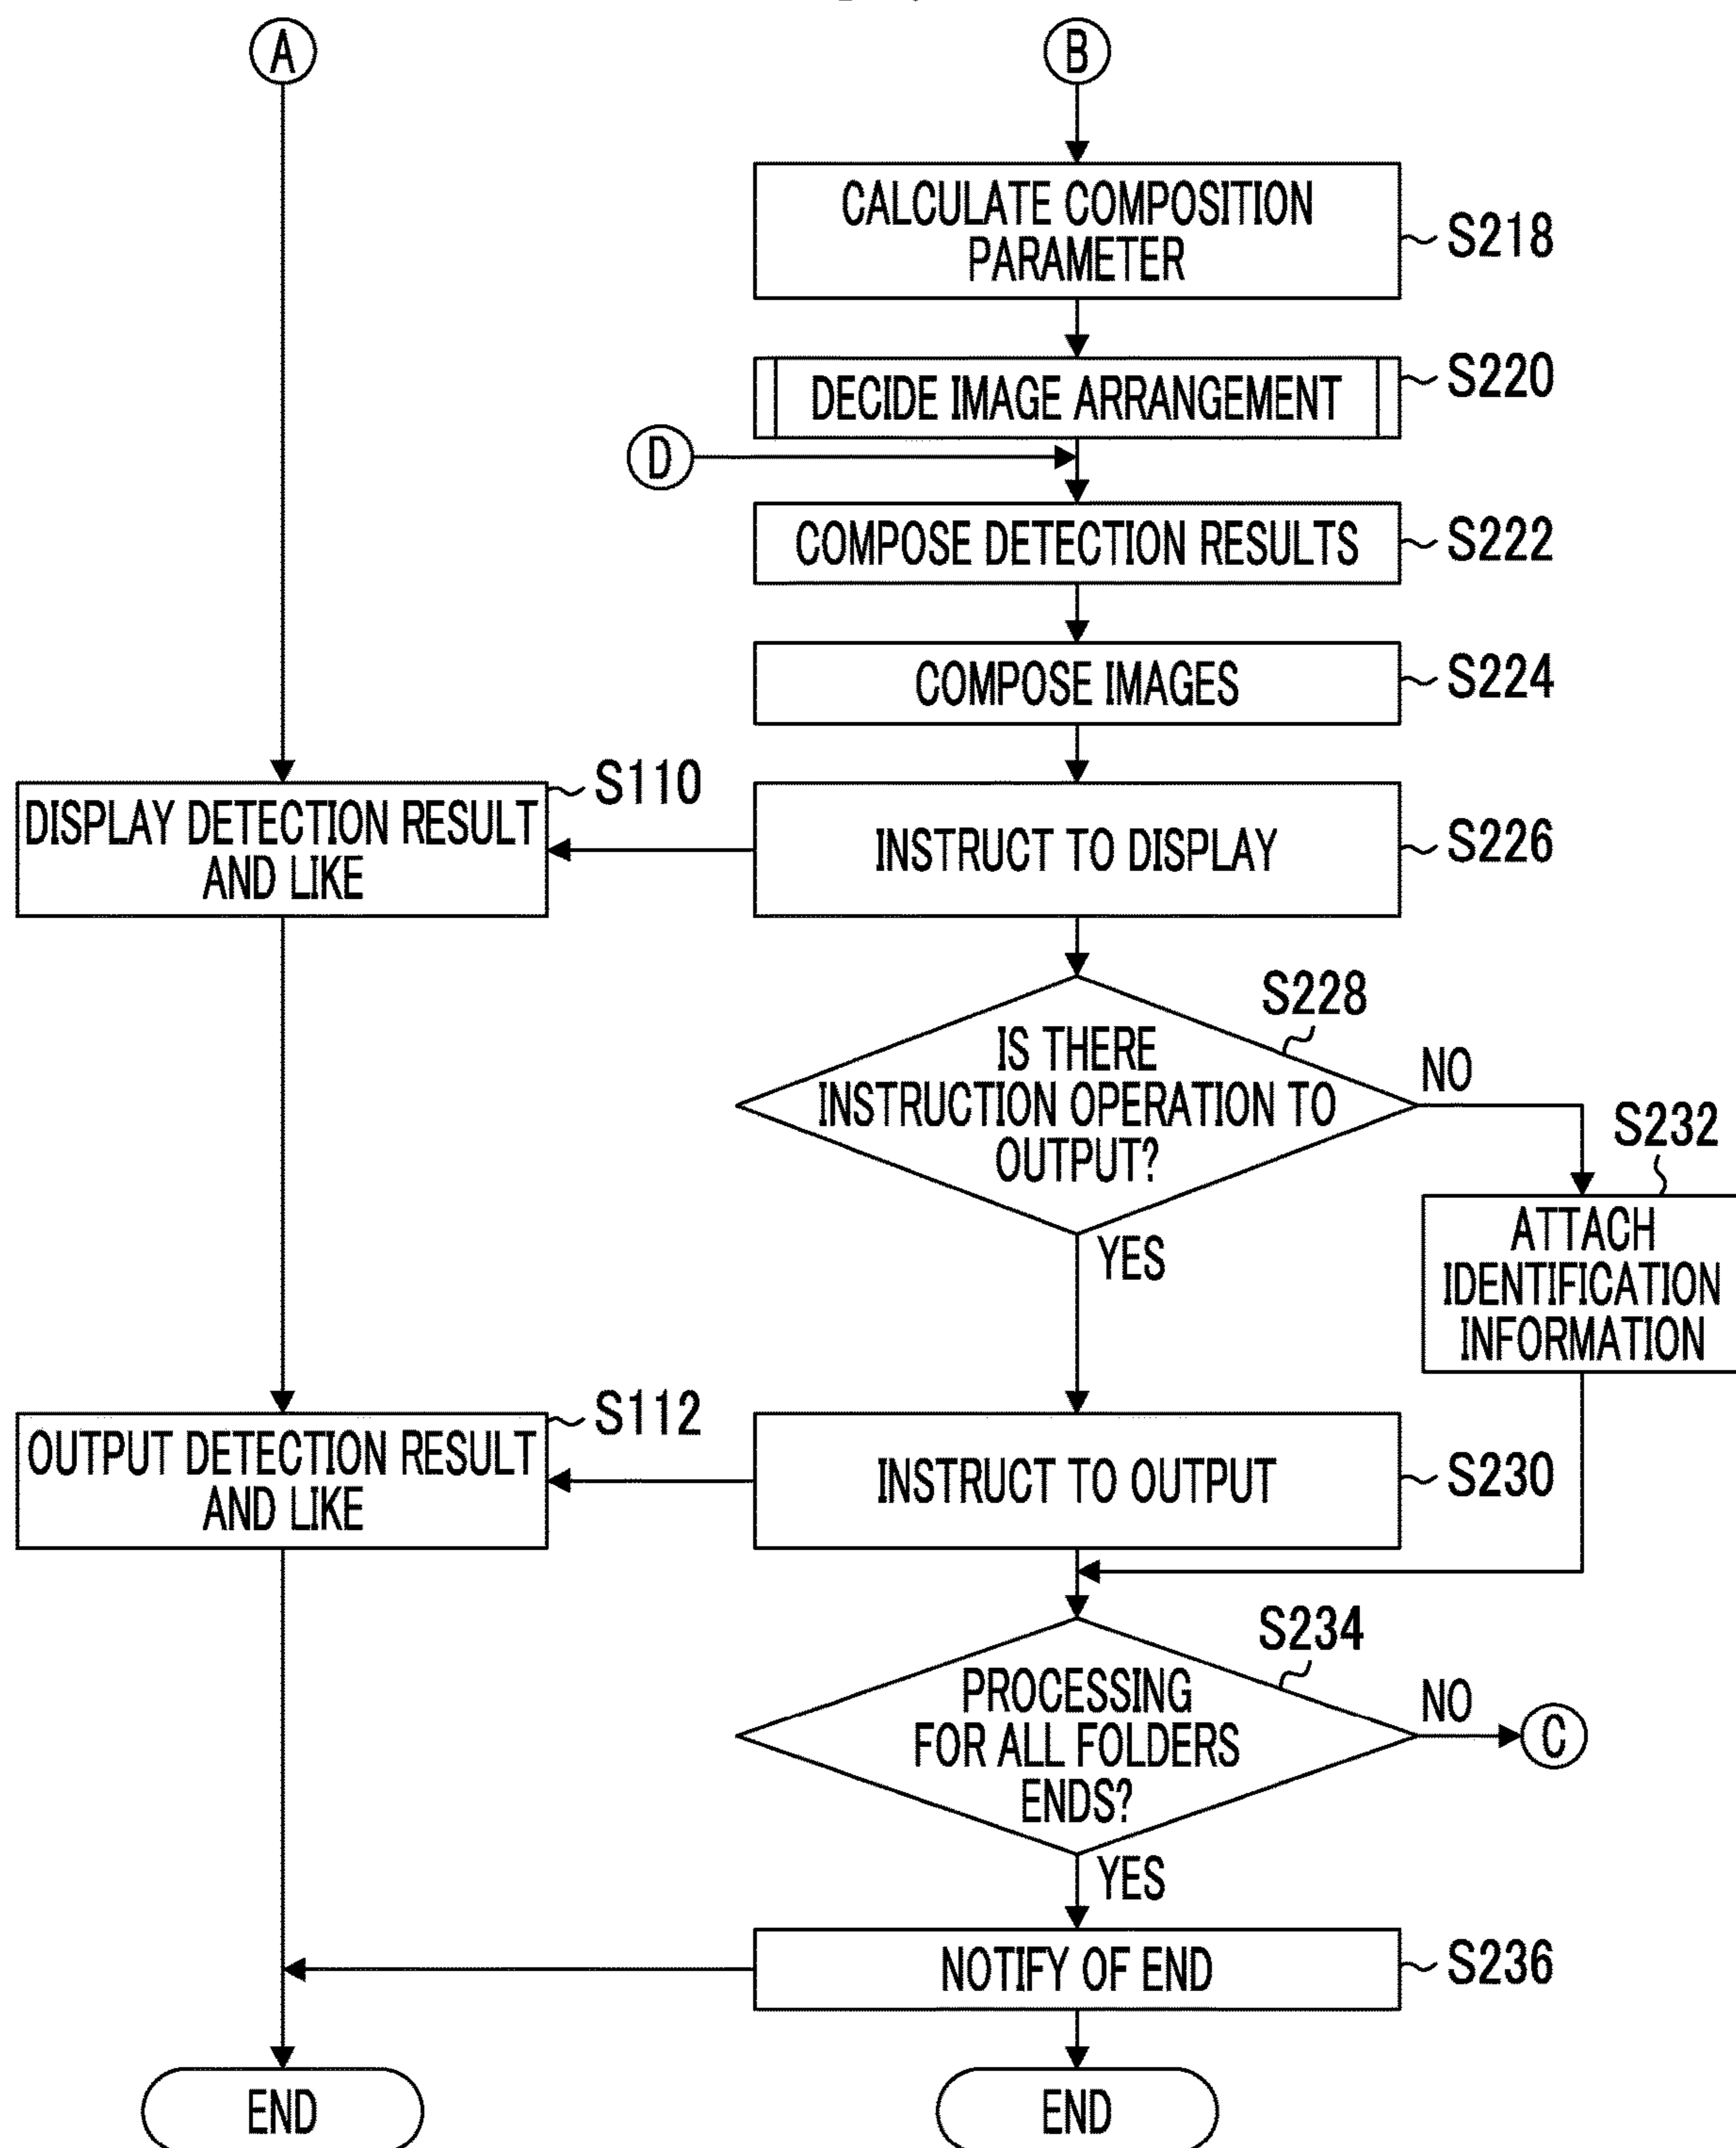 A
B
CALCULATE COMPOSITION
PARAMETER
S218
DECIDE IMAGE ARRANGEMENT
S220
D
COMPOSE DETECTION RESULTS
S222
COMPOSE IMAGES
S224
DISPLAY DETECTION RESULT
AND LIKE
S110
INSTRUCT TO DISPLAY
S226
IS THERE
INSTRUCTION OPERATION TO
OUTPUT?
S228
NO
YES
S232
ATTACH
IDENTIFICATION
INFORMATION
OUTPUT DETECTION RESULT
AND LIKE
S112
INSTRUCT TO OUTPUT
S230
PROCESSING
FOR ALL FOLDERS
ENDS?
S234
NO
C
YES
NOTIFY OF END
S236
END
END